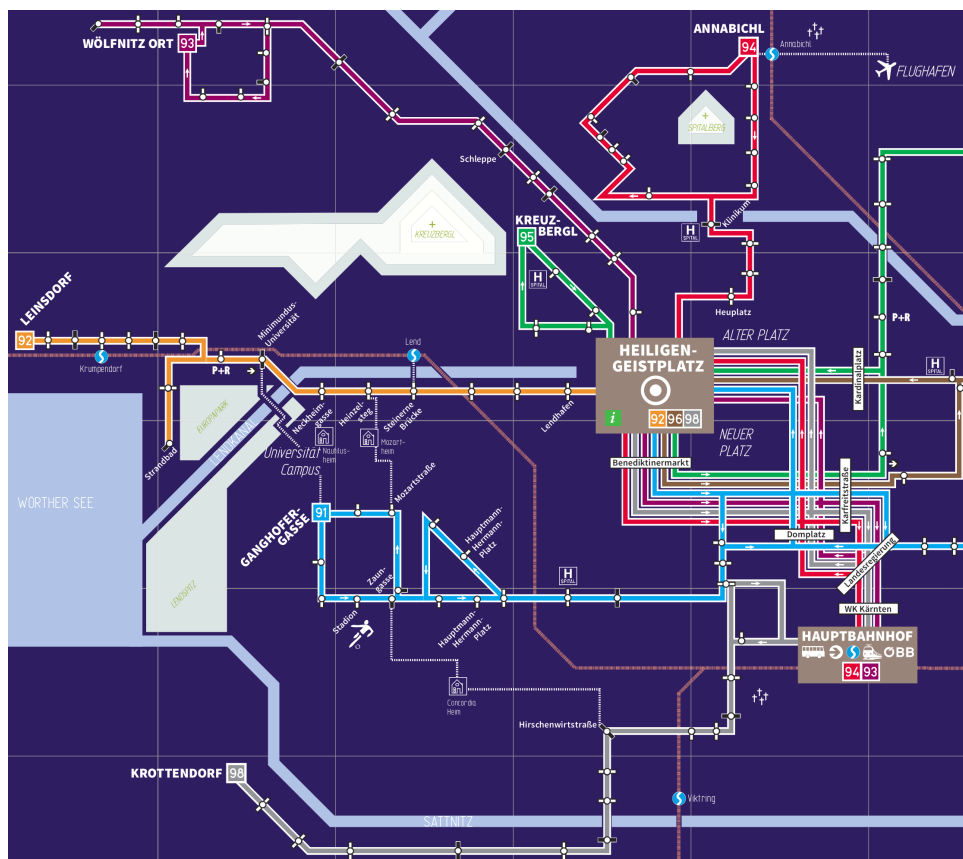 ANNABICHL
94
Annabichl
WÖLFNITZ ORT
93
FLUGHAFEN
+
SPITALBERG
Schleppe
KREUZ-
BERGL
95
Klinikum
H
SPITAL
+
KREUZBERGL
H
SPITAL
LEINSDORF
92
Minimundus-
Universität
Heuplatz
P+R
ALTER PLATZ
Krumpendorf
P+R
Lend
HEILIGEN-
GEISTPLATZ
i
92 96 98
Kardinalplatz
H
SPITAL
EUROPAPARK
LENDKANAL
Neckheim-
gasse
Heinzel-
steg
Steinerne
Brücke
Lendhafen
Strandbad
Universität
Campus
Nautilus-
heim
Mozart-
heim
NEUER
PLATZ
Benediktinermarkt
WÖRTHER SEE
Mozartstraße
Karfreitstraße
GANGHOFER-
GASSE
91
Hauptmann-
Hermann-
Platz
Domplatz
Landesregierung
LENDSPITZ
Zaun-
gasse
H
SPITAL
Stadion
Hauptmann-
Hermann-
Platz
WK Kärnten
HAUPTBAHNHOF
ÖBB
94 93
Concordia
Heim
Hirschenwirtstraße
KROTTENDORF
98
Viktring
SATTNITZ